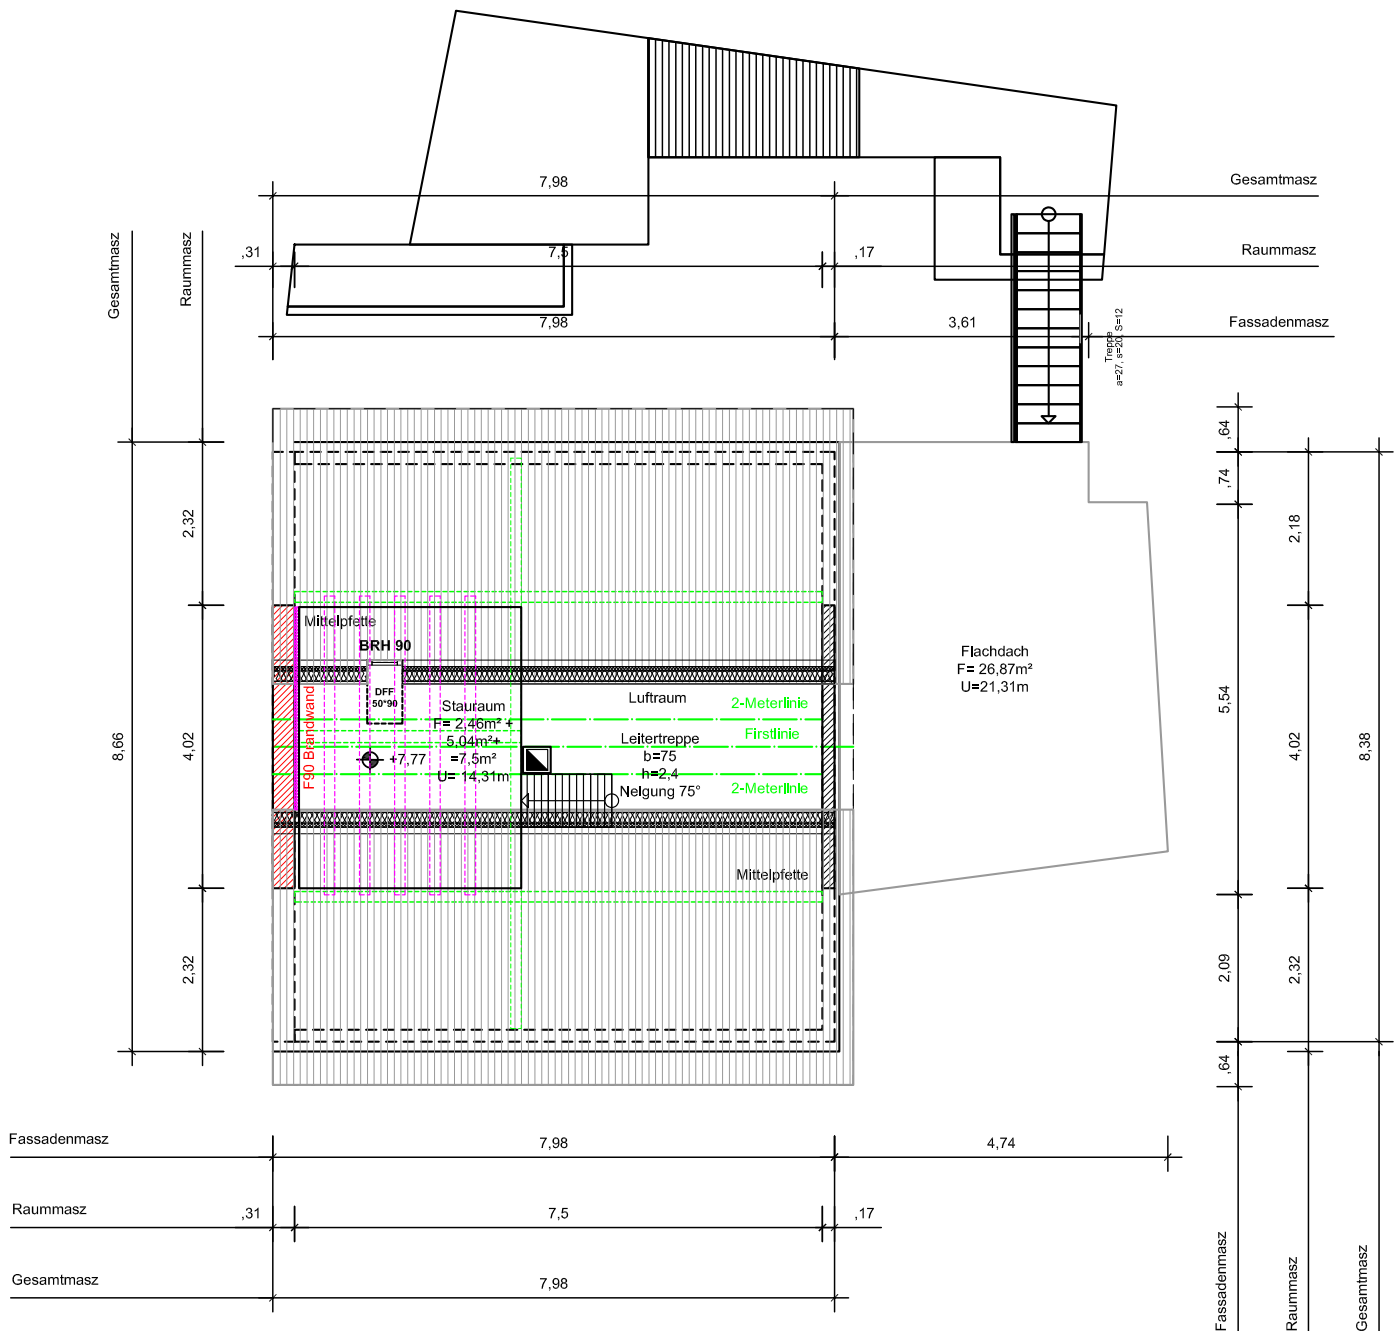 7,98
Gesamtmasz
,31
7,5
,17
Raummasz
7,98
3,61
Fassadenmasz
Treppe
a=27, s=20, S=12
Gesamtmasz
Raummasz
2,32
4,02
2,32
8,66
Mittelpfette
BRH 90
DFF
50*90
F90 Brandwand
Stauraum
F= 2,46m² +
5,04m²+
=7,5m²
U= 14,31m
+7,77
Luftraum
Leitertreppe
b=75
h=2,4
Neigung 75°
2-Meterlinie
Firstlinie
2-Meterlinie
Mittelpfette
Flachdach
F= 26,87m²
U=21,31m
,64
,74
5,54
2,09
,64
2,18
4,02
2,32
8,38
Fassadenmasz
7,98
4,74
Raummasz
,31
7,5
,17
Gesamtmasz
7,98
Fassadenmasz
Raummasz
Gesamtmasz